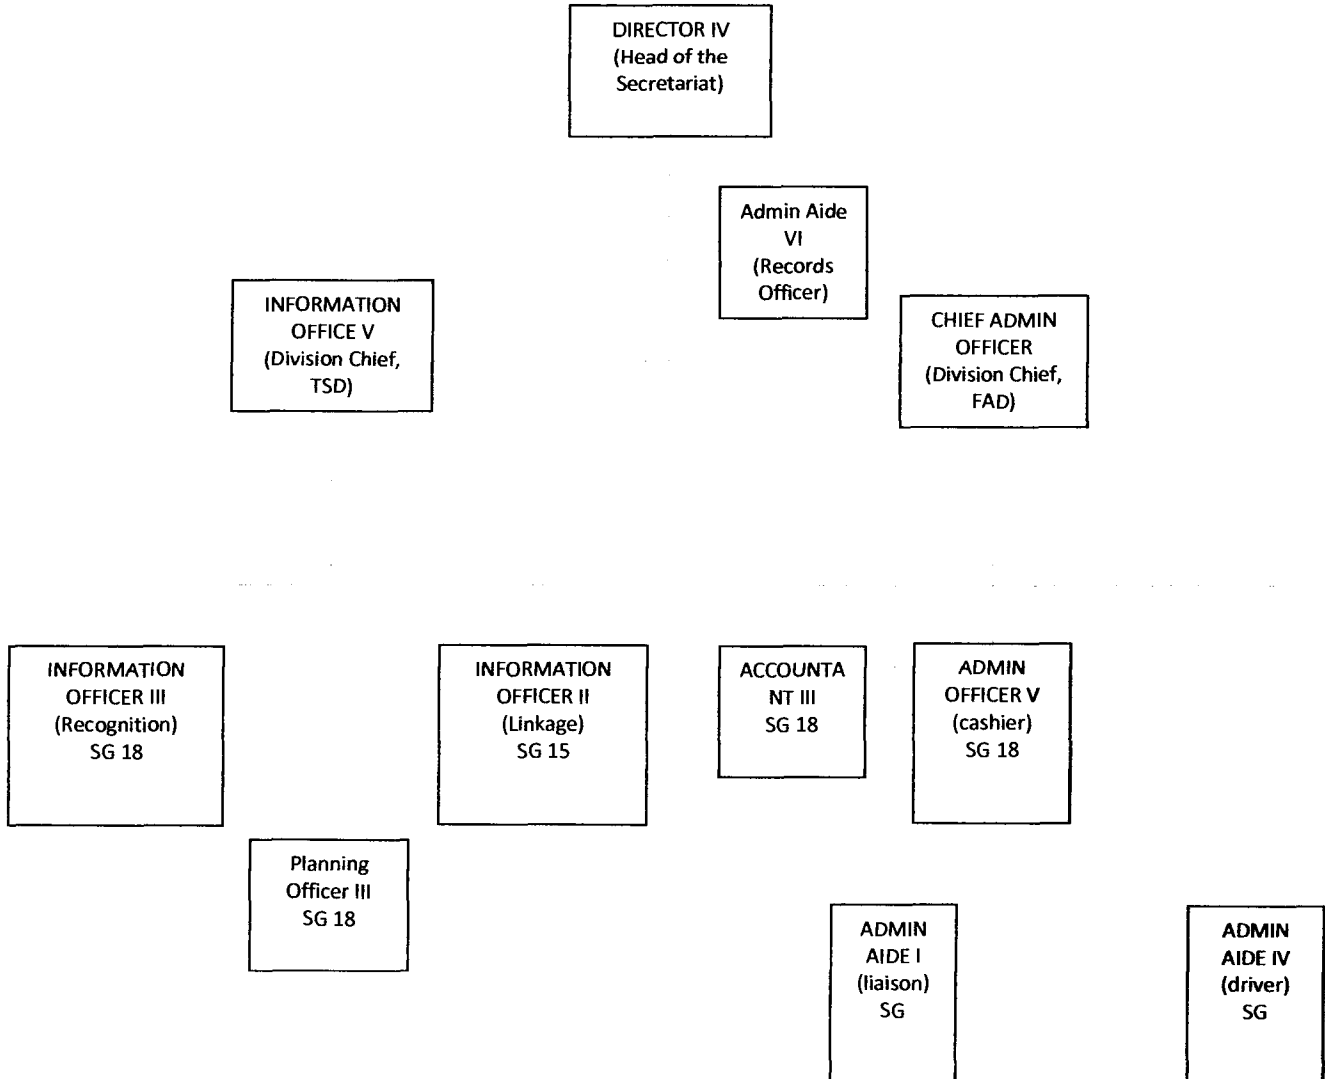 DIRECTOR IV
(Head of the
Secretariat)
Admin Aide
VI
(Records
Officer)
INFORMATION
OFFICE V
(Division Chief,
TSD)
CHIEF ADMIN
OFFICER
(Division Chief,
FAD)
INFORMATION
OFFICER III
(Recognition)
SG 18
INFORMATION
OFFICER II
(Linkage)
SG 15
ACCOUNTA
NT III
SG 18
ADMIN
OFFICER V
(cashier)
SG 18
Planning
Officer III
SG 18
ADMIN
AIDE I
(liaison)
SG
ADMIN
AIDE IV
(driver)
SG